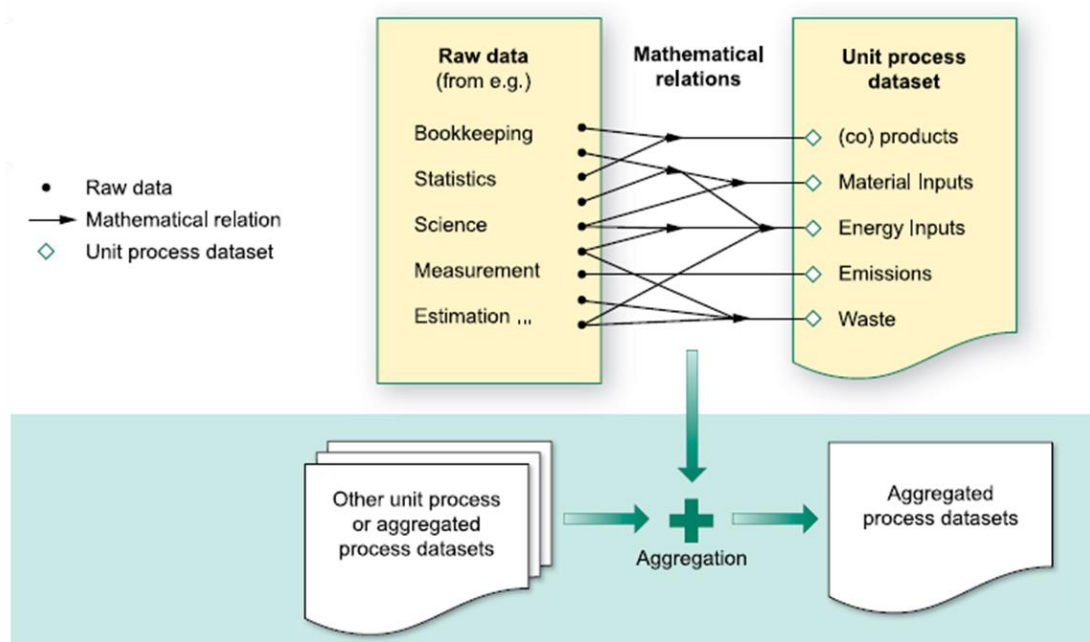 Raw data
(from e.g.)
Bookkeeping
Statistics
Science
Measurement
Estimation ...
Mathematical
relations
Unit process
dataset
(co) products
Material Inputs
Energy Inputs
Emissions
Waste
Raw data
Mathematical relation
Unit process dataset
Other unit process
or aggregated
process datasets
Aggregation
Aggregated
process datasets